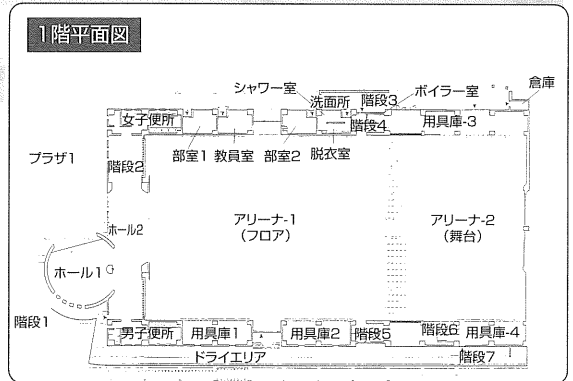 1階平面図
シャワー室
洗面所
階段3
ボイラー室
倉庫
女子便所
階段4
用具庫-3
プラザ1
階段2
部室1
教員室
部室2
脱衣室
ホール2
アリーナ-1
(フロア)
アリーナ-2
(舞台)
ホール1
階段1
男子便所
用具庫1
用具庫2
階段5
階段6
用具庫-4
ドライエリア
階段7